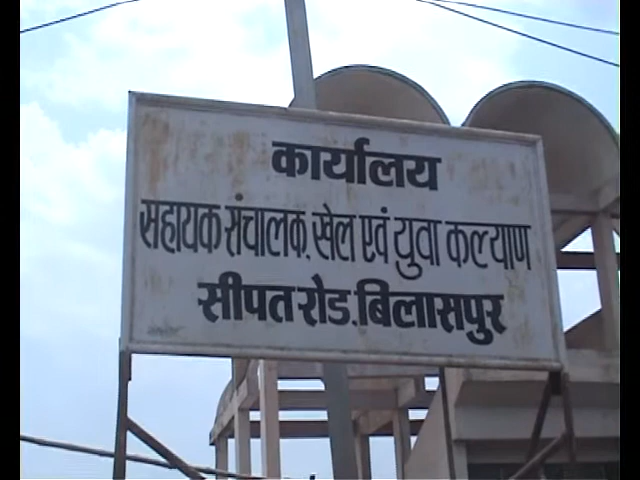 कार्यालय
सहायक संचालक, खेल एवं युवा कल्याण
सीपत रोड, बिलासपुर